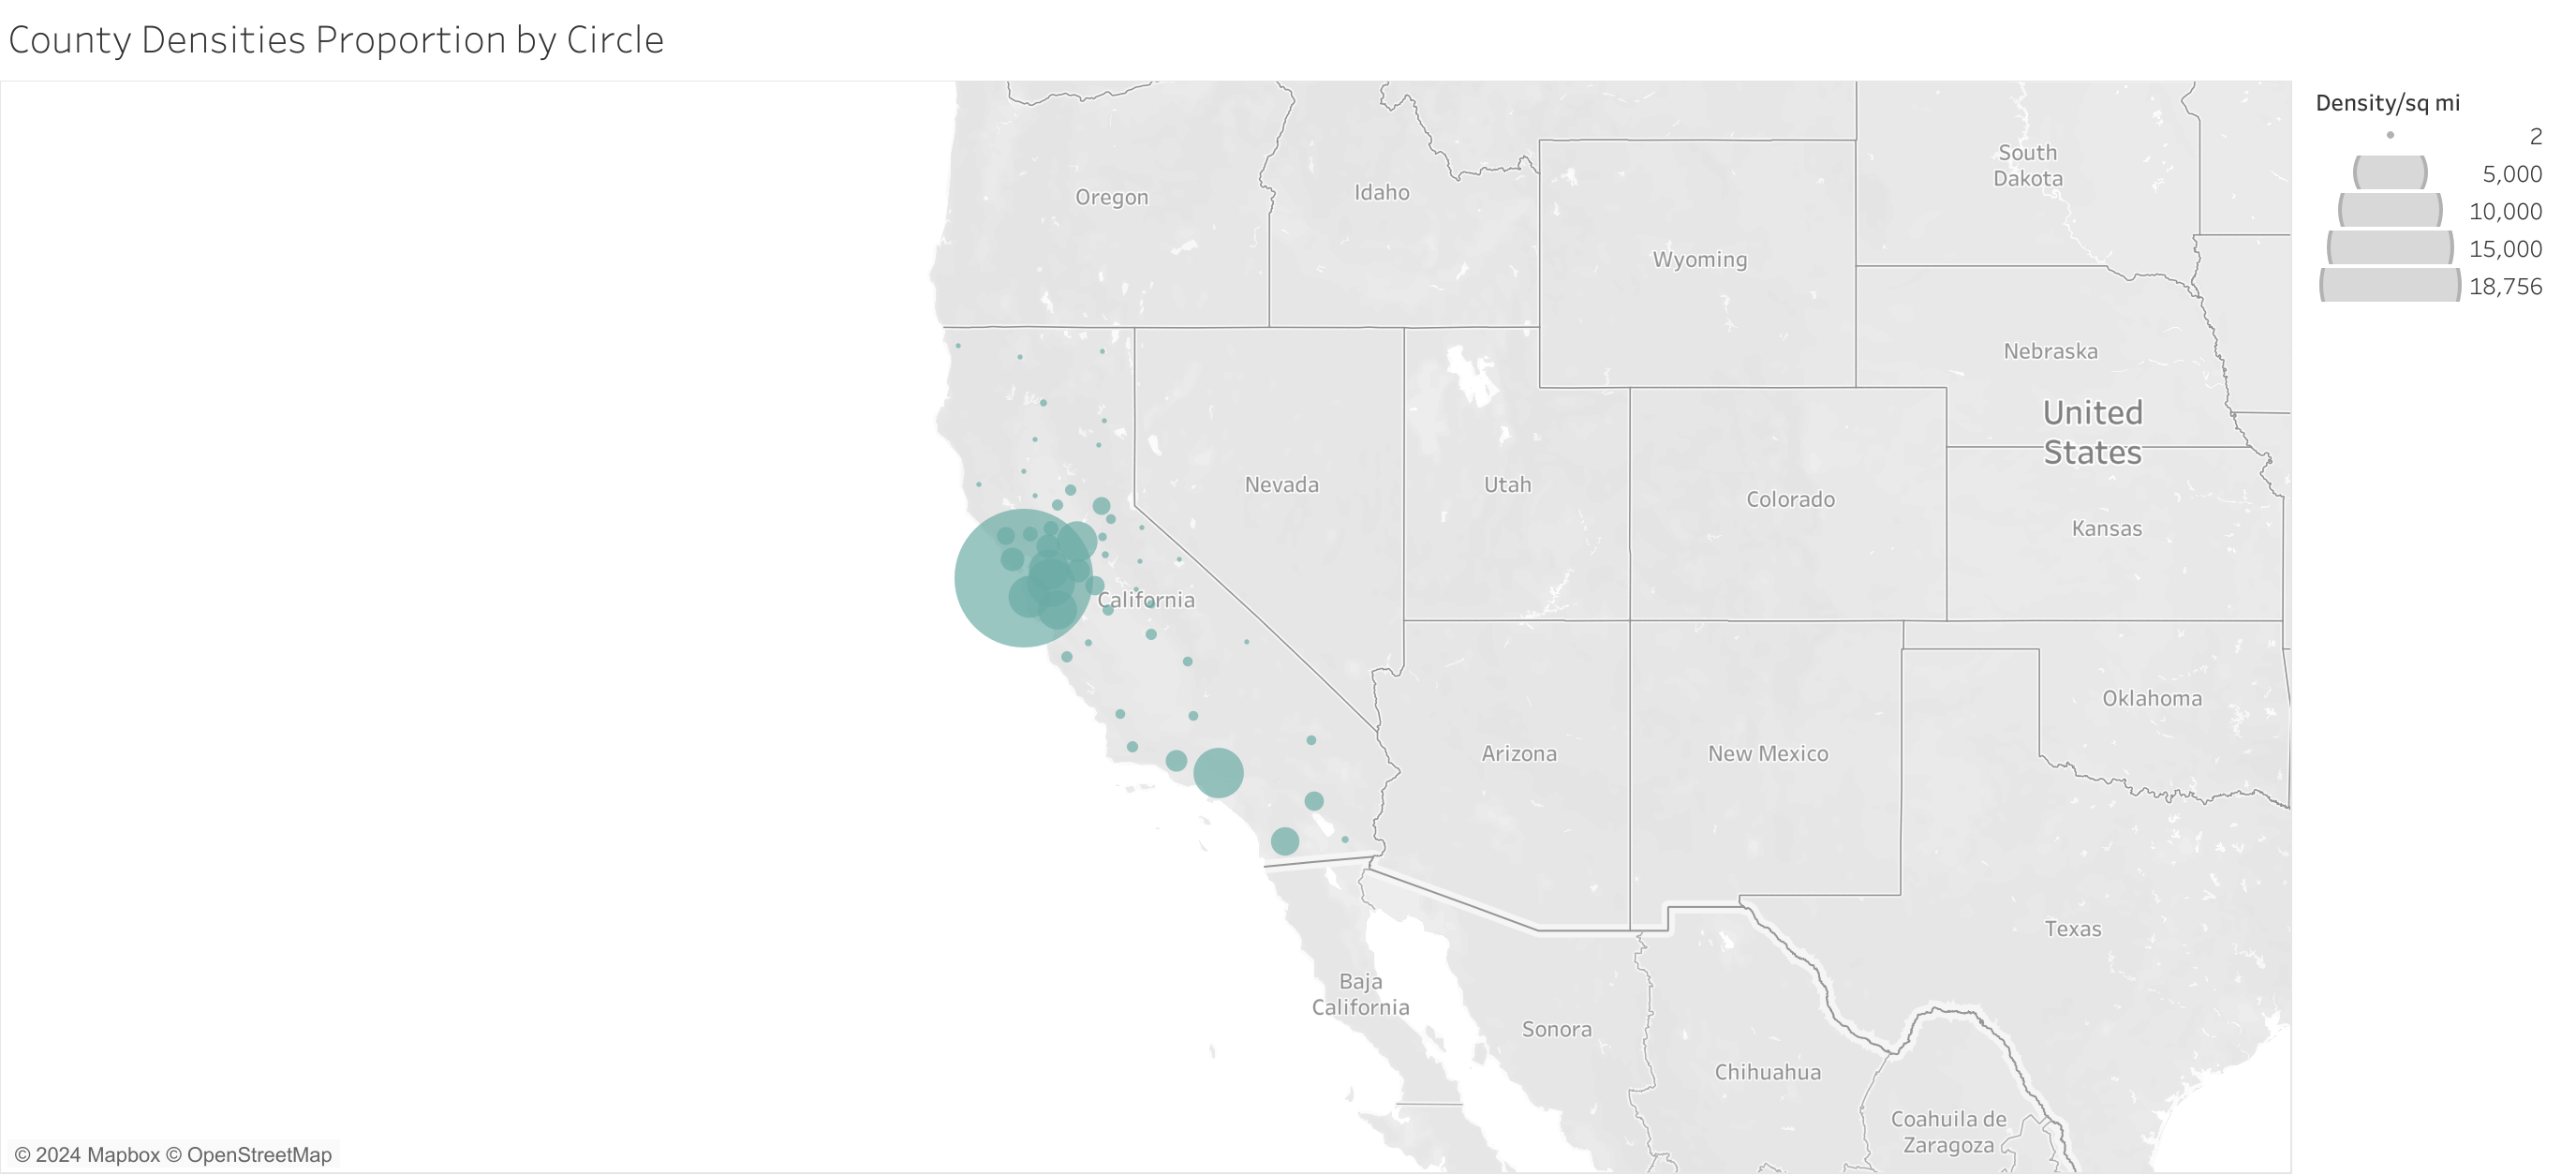 County Densities Proportion by Circle
Density/sq mi
2
5,000
10,000
15,000
18,756
Oregon
Idaho
South
Dakota
Wyoming
Nebraska
United
States
Nevada
Utah
Colorado
Kansas
California
Oklahoma
Arizona
New Mexico
Texas
Baja
California
Sonora
Chihuahua
Coahuila de
Zaragoza
© 2024 Mapbox © OpenStreetMap